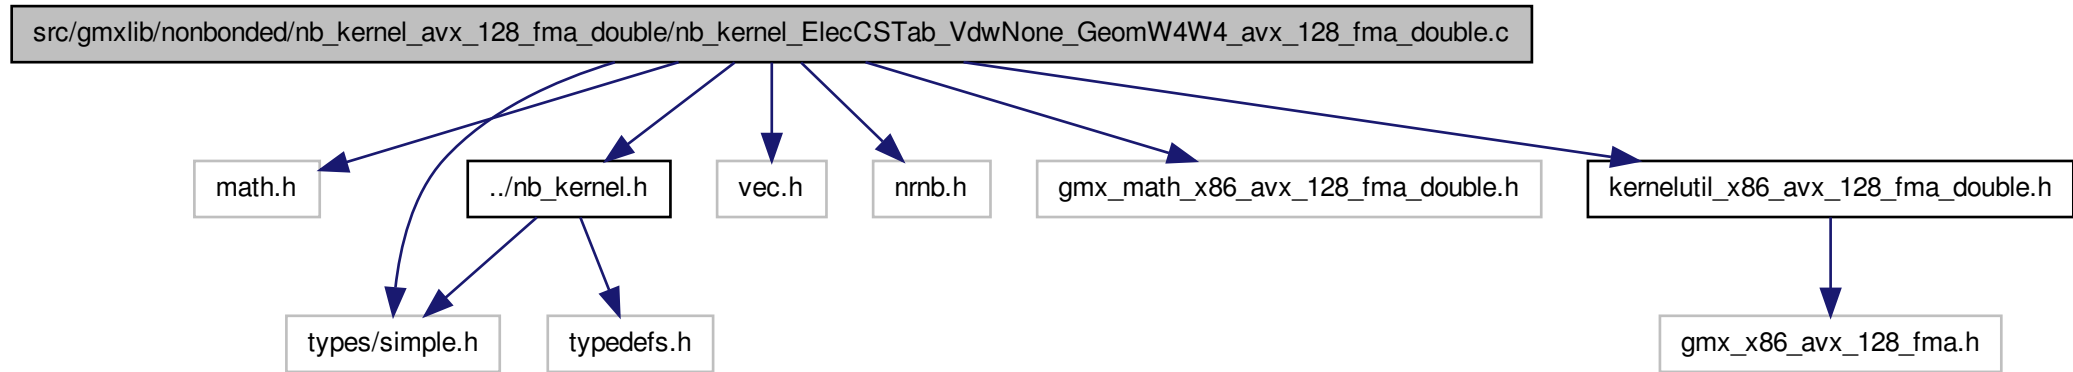 src/gmxlib/nonbonded/nb_kernel_avx_128_fma_double/nb_kernel_ElecCSTab_VdwNone_GeomW4W4_avx_128_fma_double.c
math.h
../nb_kernel.h
vec.h
nrnb.h
gmx_math_x86_avx_128_fma_double.h
kernelutil_x86_avx_128_fma_double.h
types/simple.h
typedefs.h
gmx_x86_avx_128_fma.h